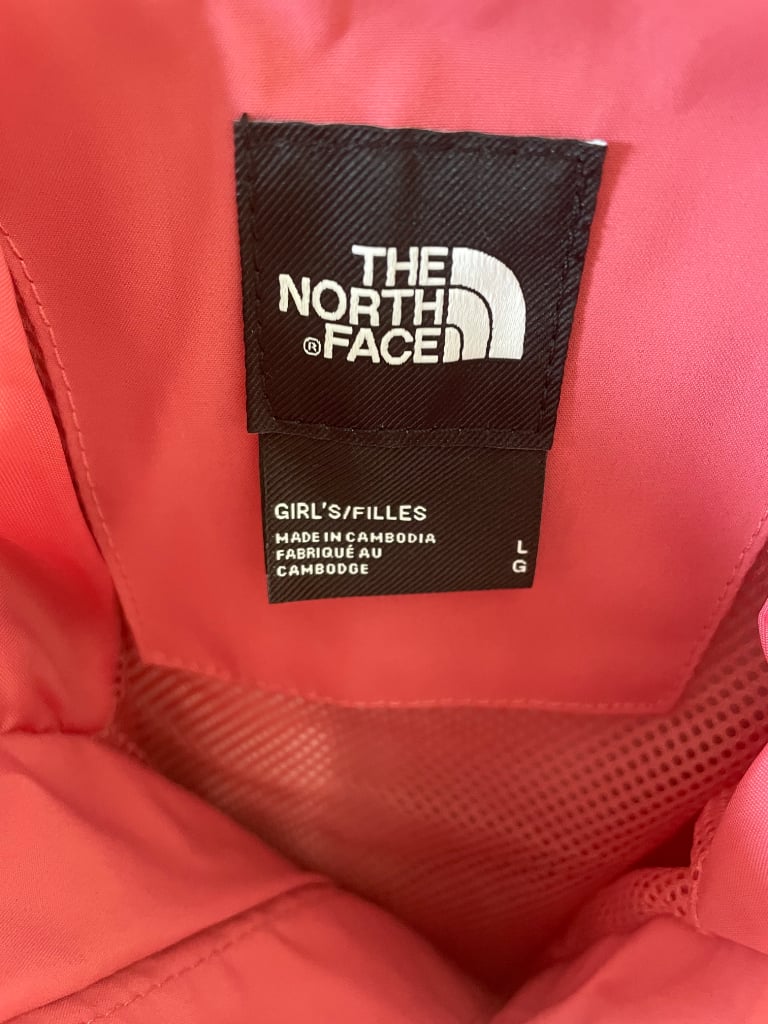 THE
NORTH
® FACE
GIRL'S/FILLES
MADE IN CAMBODIA
FABRIQUÉ AU
CAMBODGE
L
G